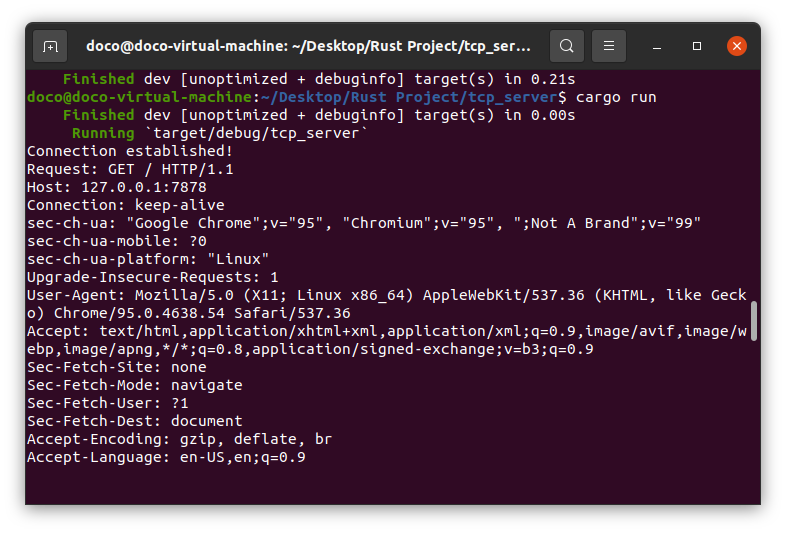 doco@doco-virtual-machine: ~/Desktop/Rust Project/tcp_ser...
Finished dev [unoptimized + debuginfo] target(s) in 0.21s
doco@doco-virtual-machine:~/Desktop/Rust Project/tcp_server$ cargo run
Finished dev [unoptimized + debuginfo] target(s) in 0.00s
Running `target/debug/tcp_server`
Connection established!
Request: GET / HTTP/1.1
Host: 127.0.0.1:7878
Connection: keep-alive
sec-ch-ua: "Google Chrome";v="95", "Chromium";v="95", ";Not A Brand";v="99"
sec-ch-ua-mobile: ?0
sec-ch-ua-platform: "Linux"
Upgrade-Insecure-Requests: 1
User-Agent: Mozilla/5.0 (X11; Linux x86_64) AppleWebKit/537.36 (KHTML, like Geck
o) Chrome/95.0.4638.54 Safari/537.36
Accept: text/html,application/xhtml+xml,application/xml;q=0.9,image/avif,image/w
ebp,image/apng,*/*;q=0.8,application/signed-exchange;v=b3;q=0.9
Sec-Fetch-Site: none
Sec-Fetch-Mode: navigate
Sec-Fetch-User: ?1
Sec-Fetch-Dest: document
Accept-Encoding: gzip, deflate, br
Accept-Language: en-US,en;q=0.9